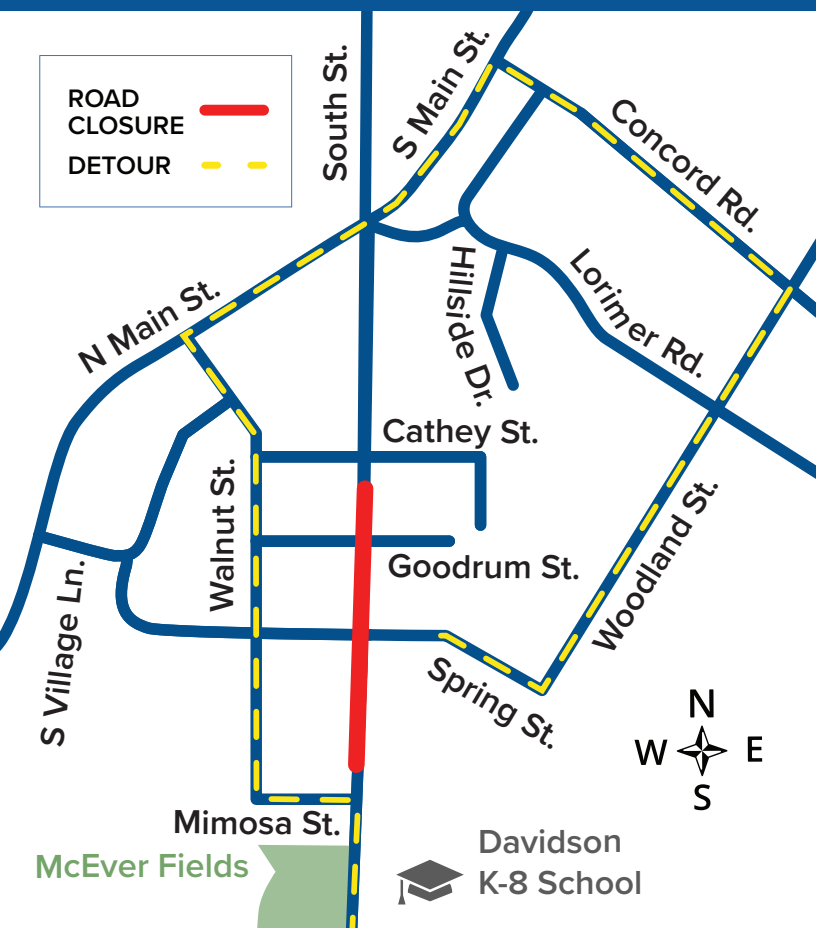 ROAD
CLOSURE
DETOUR
South St.
S Main St.
Concord Rd.
N Main St.
Hillside Dr.
Lorimer Rd.
Cathey St.
Walnut St.
Goodrum St.
Woodland St.
S Village Ln.
Spring St.
N
W
E
S
Mimosa St.
McEver Fields
Davidson
K-8 School